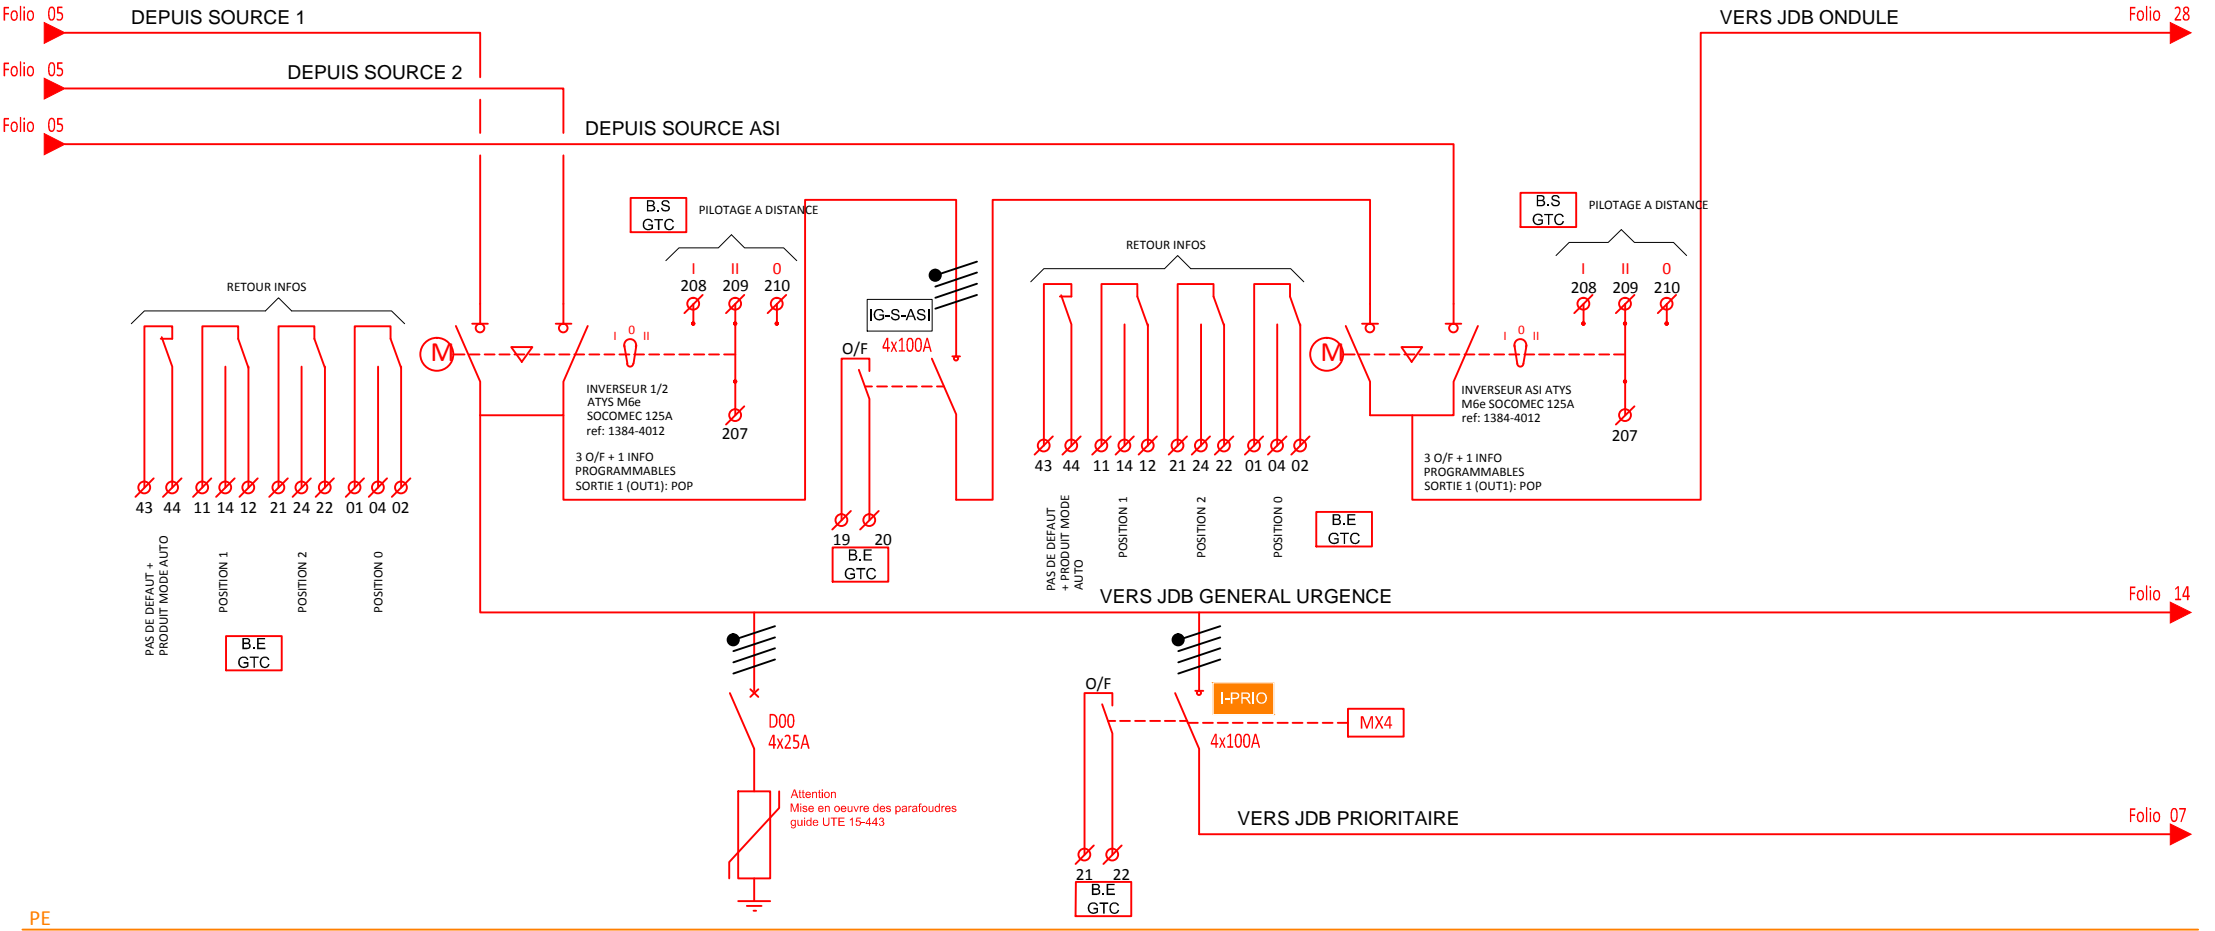 Folio 05
DEPUIS SOURCE 1
VERS JDB ONDULE
Folio 28
Folio 05
DEPUIS SOURCE 2
Folio 05
DEPUIS SOURCE ASI
B.S
GTC
PILOTAGE A DISTANCE
I II 0
208 209 210
I 0 II
207
RETOUR INFOS
M
INVERSEUR 1/2
ATYS M6e
SOCOMEC 125A
ref: 1384-4012
3 O/F + 1 INFO
PROGRAMMABLES
SORTIE 1 (OUT1): POP
43 44 11 14 12 21 24 22 01 04 02
PAS DE DEFAUT +
PRODUIT MODE AUTO
POSITION 1
POSITION 2
POSITION 0
B.E
GTC
IG-S-ASI
4x100A
O/F
19 20
B.E
GTC
RETOUR INFOS
M
B.S
GTC
PILOTAGE A DISTANCE
I II 0
208 209 210
I 0 II
207
INVERSEUR ASI ATYS
M6e SOCOMEC 125A
ref: 1384-4012
3 O/F + 1 INFO
PROGRAMMABLES
SORTIE 1 (OUT1): POP
43 44 11 14 12 21 24 22 01 04 02
PAS DE DEFAUT
+ PRODUIT MODE
AUTO
POSITION 1
POSITION 2
POSITION 0
B.E
GTC
VERS JDB GENERAL URGENCE
Folio 14
D00
4x25A
Attention
Mise en oeuvre des parafoudres
guide UTE 15-443
O/F
I-PRIO
4x100A
MX4
21 22
B.E
GTC
VERS JDB PRIORITAIRE
Folio 07
PE